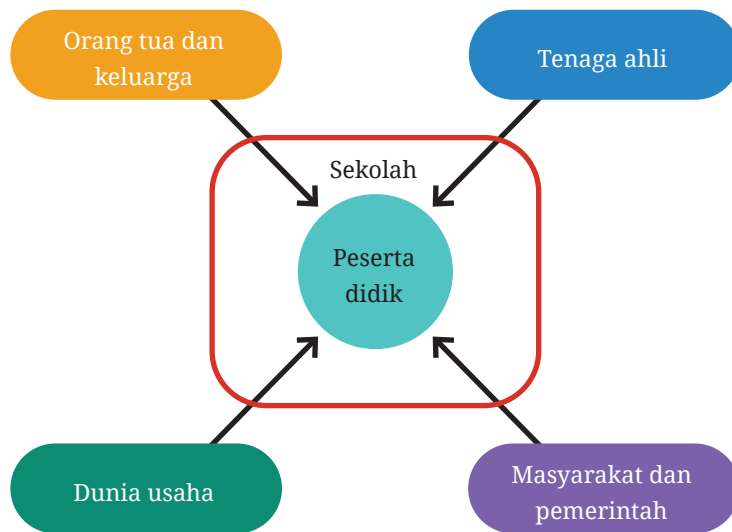 Orang tua dan
keluarga
Tenaga ahli
Sekolah
Peserta
didik
Dunia usaha
Masyarakat dan
pemerintah